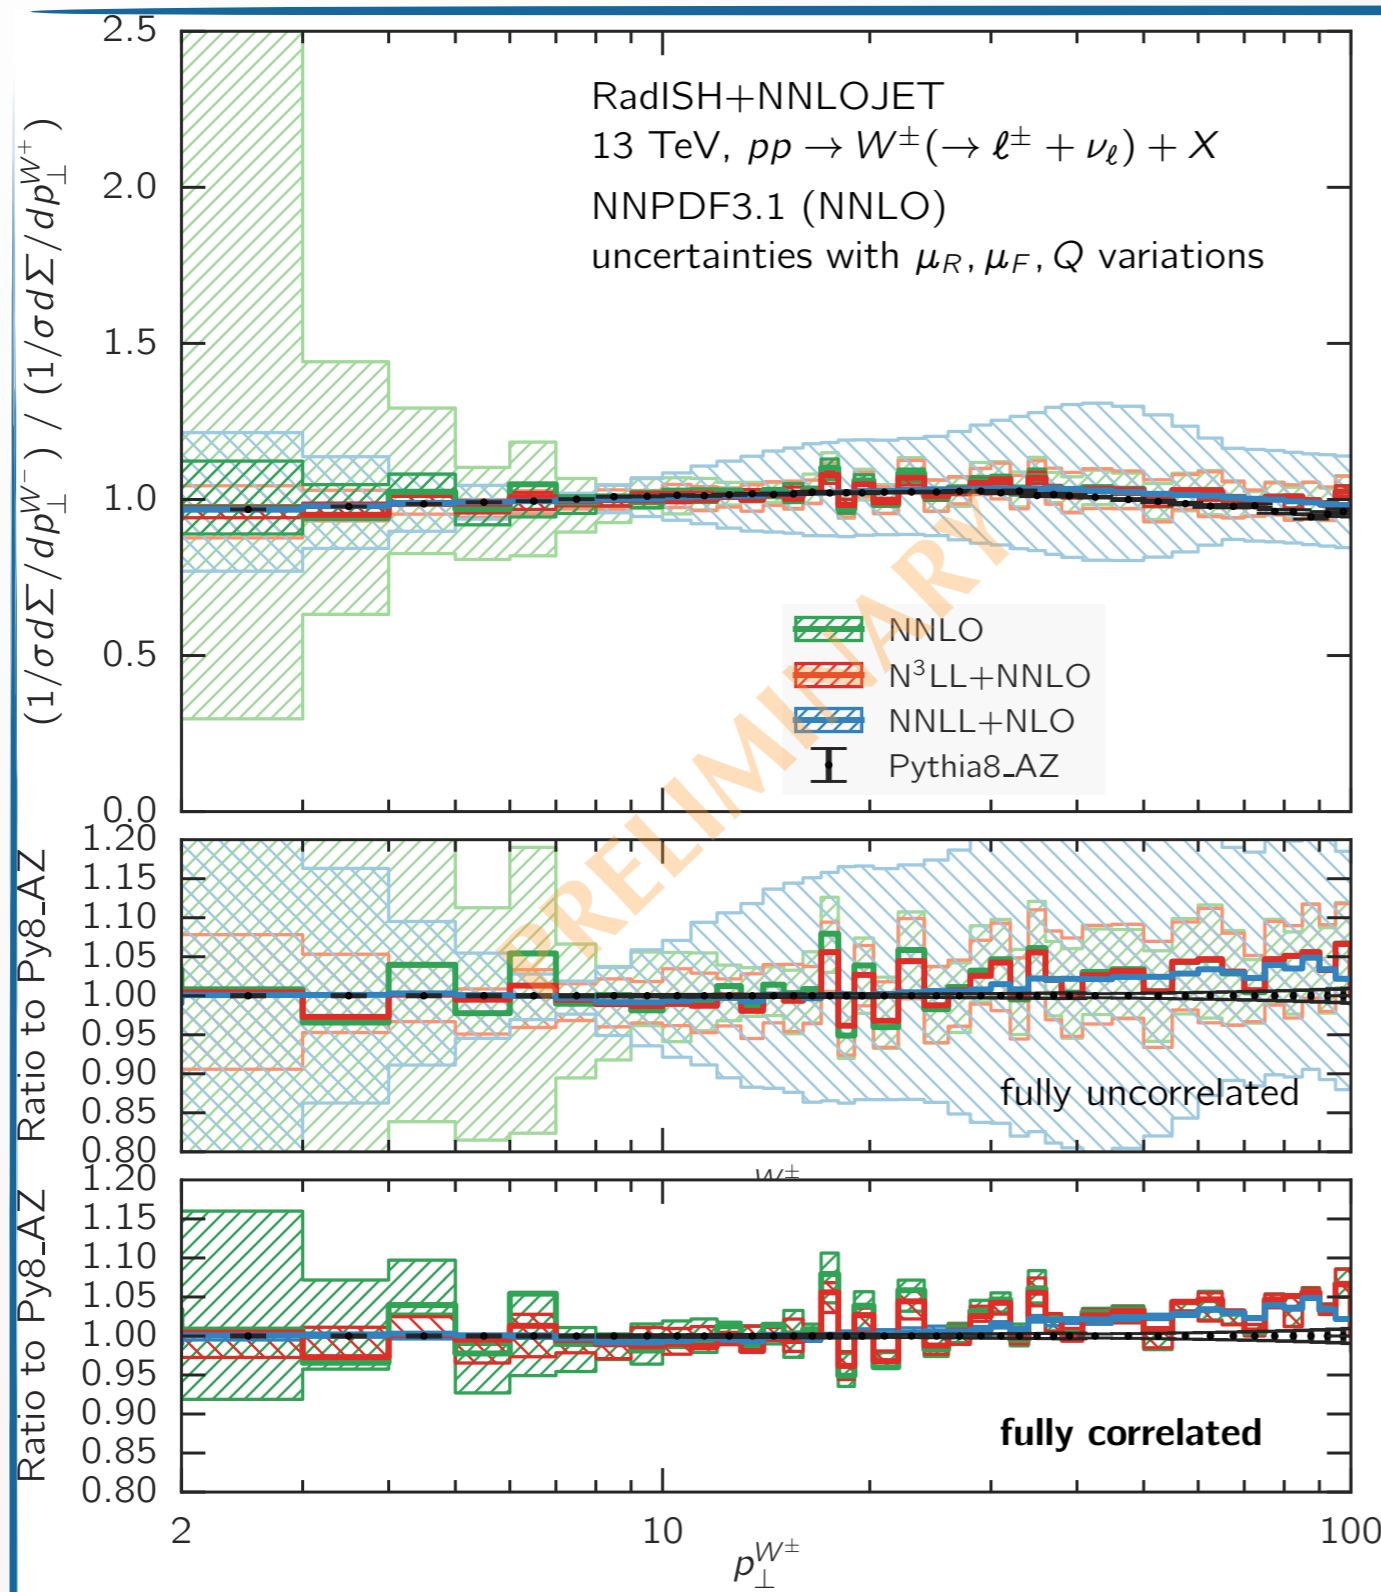 (1/σdΣ/dp⊥^W⁻) / (1/σdΣ/dp⊥^W⁺)
2.5
2.0
1.5
1.0
0.5
0.0
RadISH+NNLOJET
13 TeV, pp → W±(→ ℓ± + νℓ) + X
NNPDF3.1 (NNLO)
uncertainties with μR, μF, Q variations
NNLO
N³LL+NNLO
NNLL+NLO
Pythia8_AZ
PRELIMINARY
Ratio to Py8_AZ
1.20
1.15
1.10
1.05
1.00
0.95
0.90
0.85
0.80
fully uncorrelated
W±
Ratio to Py8_AZ
1.20
1.15
1.10
1.05
1.00
0.95
0.90
0.85
0.80
fully correlated
2 10 100
p⊥^W±